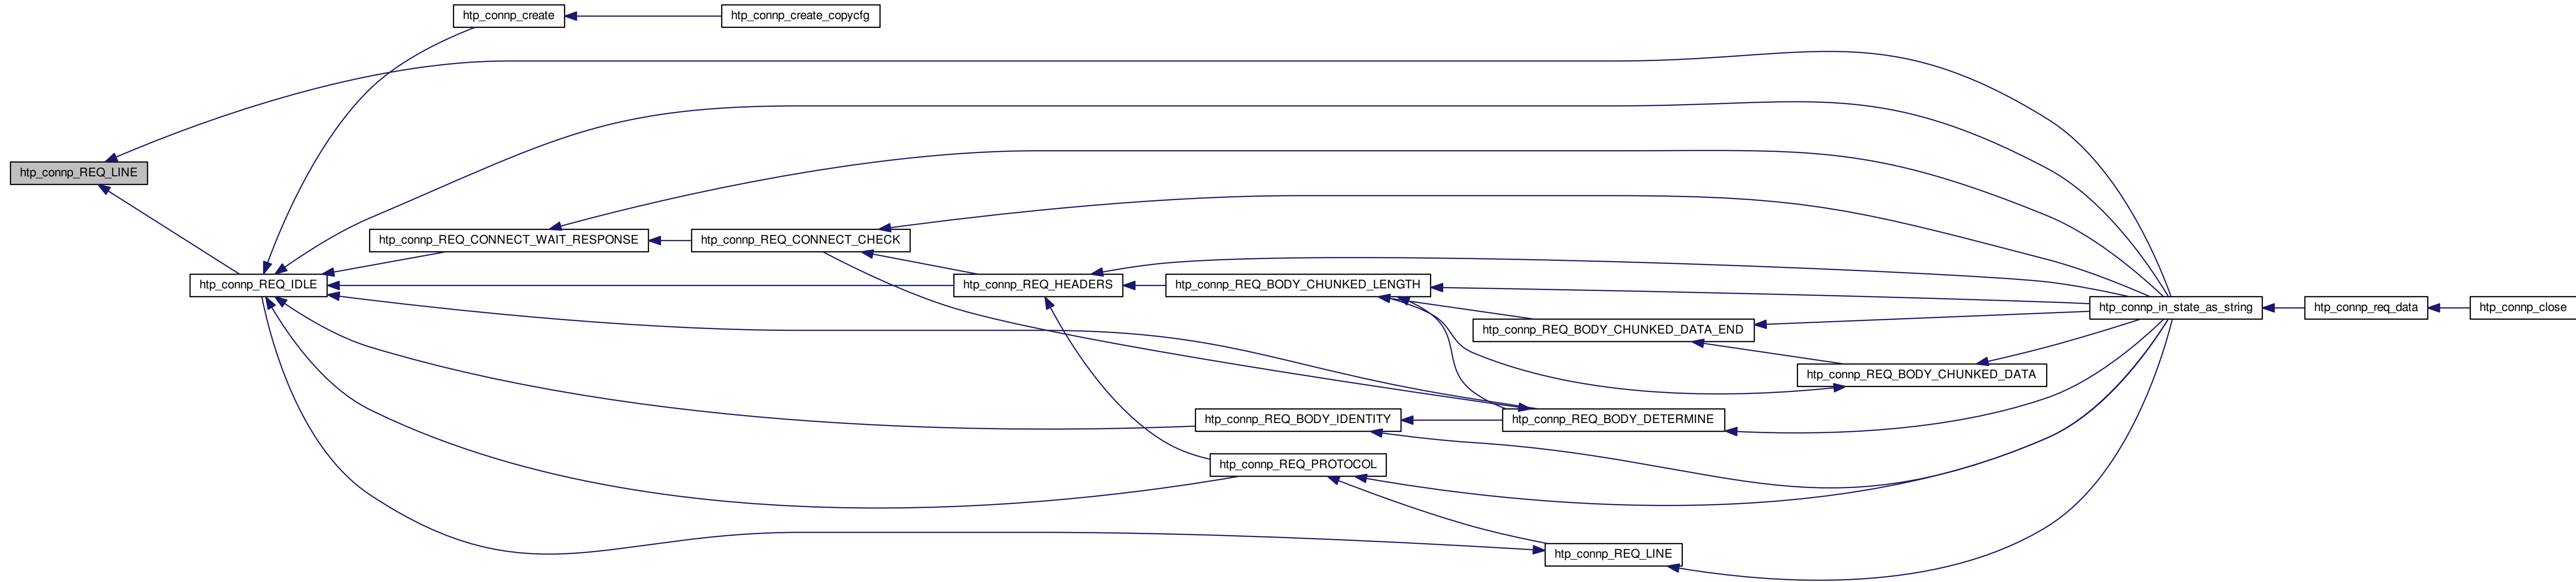 htp_connp_create
htp_connp_create_copycfg
htp_connp_REQ_LINE
htp_connp_REQ_CONNECT_WAIT_RESPONSE
htp_connp_REQ_CONNECT_CHECK
htp_connp_REQ_IDLE
htp_connp_REQ_HEADERS
htp_connp_REQ_BODY_CHUNKED_LENGTH
htp_connp_in_state_as_string
htp_connp_req_data
htp_connp_close
htp_connp_REQ_BODY_CHUNKED_DATA_END
htp_connp_REQ_BODY_CHUNKED_DATA
htp_connp_REQ_BODY_IDENTITY
htp_connp_REQ_BODY_DETERMINE
htp_connp_REQ_PROTOCOL
htp_connp_REQ_LINE